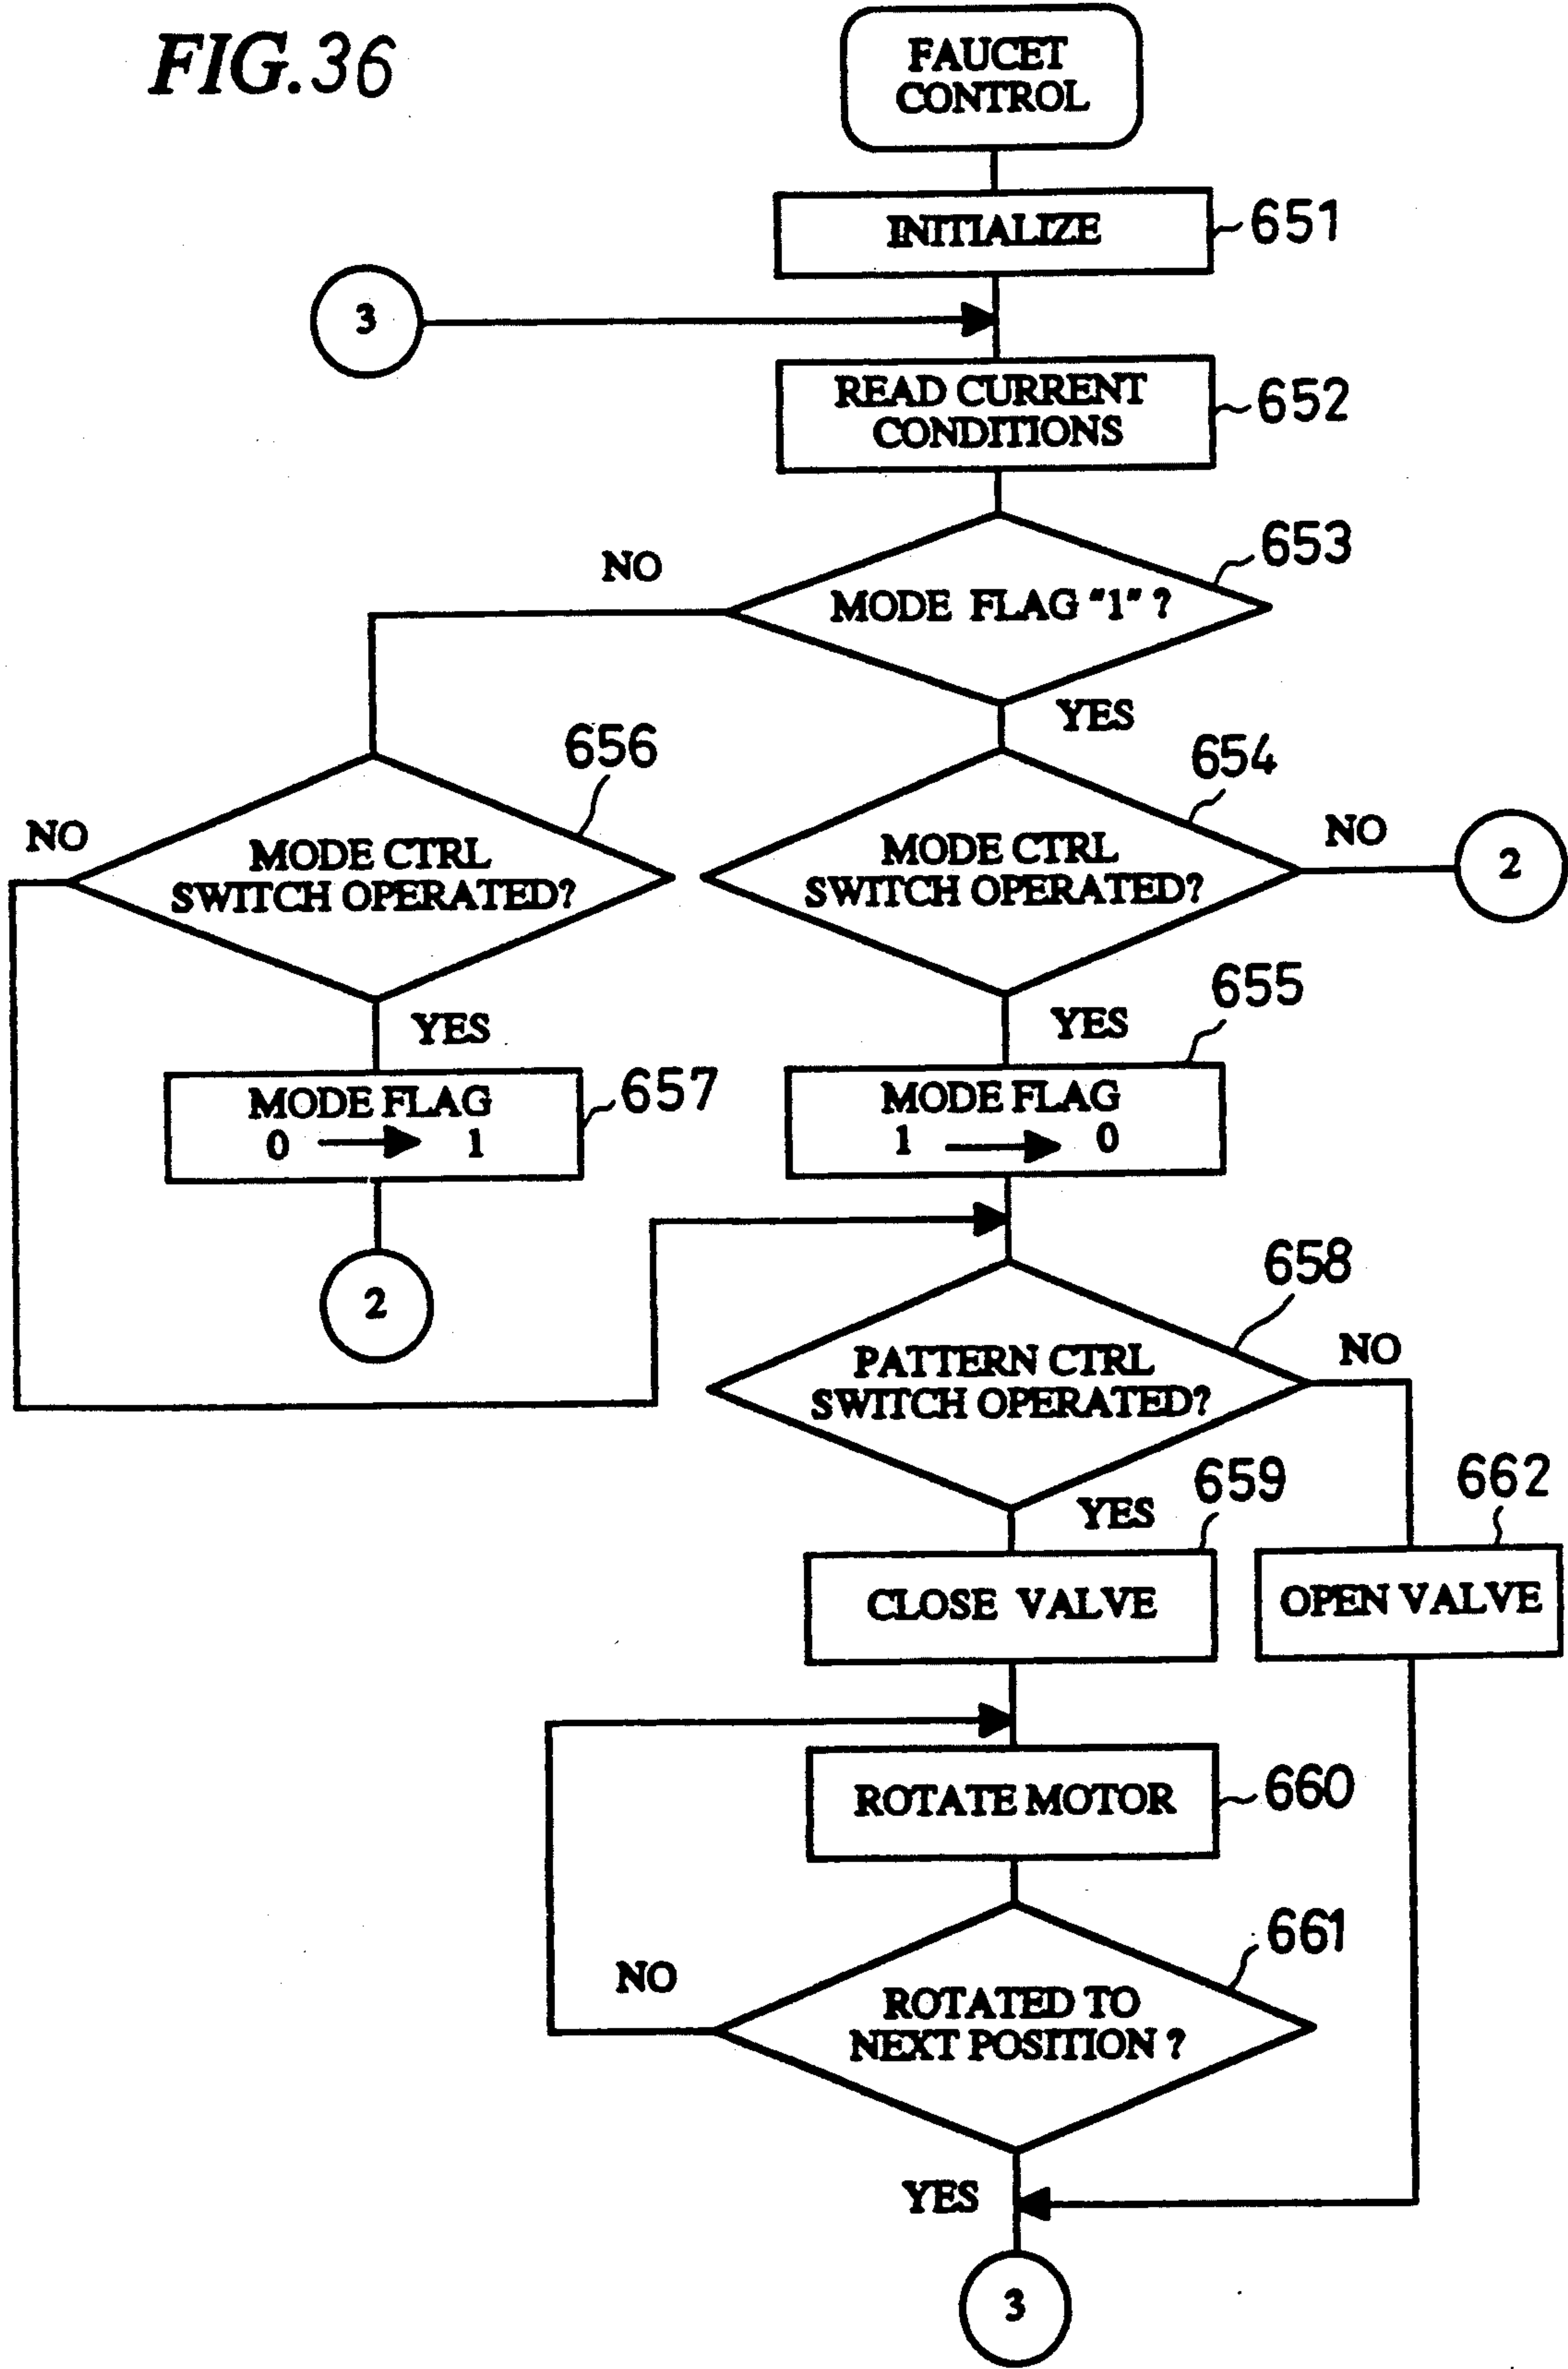 FIG.36
FAUCET
CONTROL
INITIALIZE
651
3
READ CURRENT
CONDITIONS
652
653
NO
MODE FLAG "1" ?
YES
656
654
NO
MODE CTRL
SWITCH OPERATED?
MODE CTRL
SWITCH OPERATED?
NO
2
YES
YES
655
MODE FLAG
0 → 1
657
MODE FLAG
1 → 0
2
658
PATTERN CTRL
SWITCH OPERATED?
NO
YES
659
662
CLOSE VALVE
OPEN VALVE
ROTATE MOTOR
660
661
NO
ROTATED TO
NEXT POSITION ?
YES
3